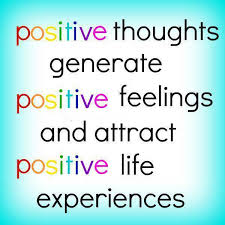 positive thoughts
generate
positive feelings
and attract
positive life
experiences